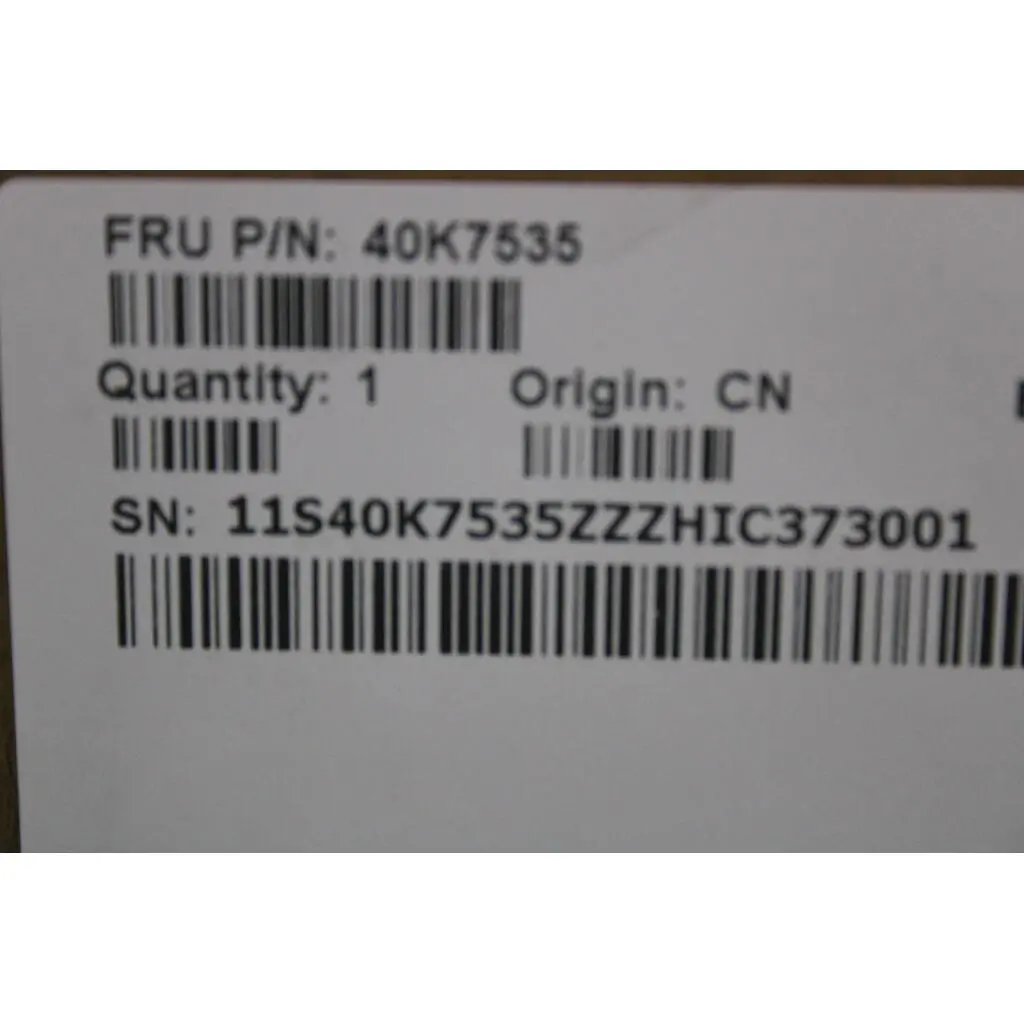 FRU P/N: 40K7535
Quantity: 1 Origin: CN
SN: 11S40K7535ZZZHIC373001